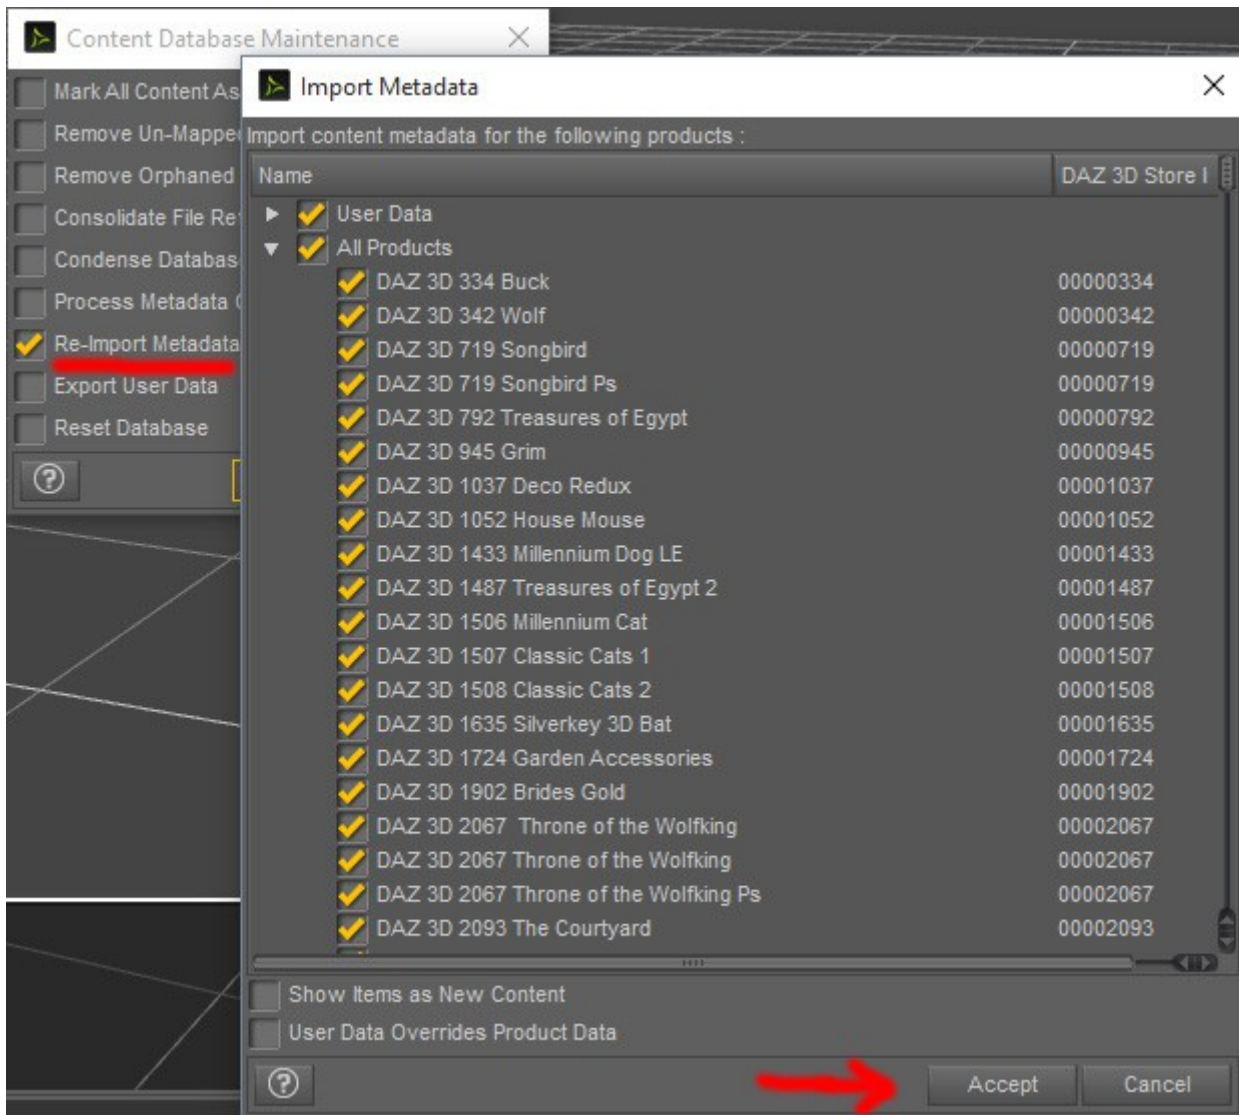 Content Database Maintenance
Mark All Content As
Remove Un-Mapped
Remove Orphaned
Consolidate File Re
Condense Databas
Process Metadata
Re-Import Metadata
Export User Data
Reset Database
Import Metadata
Import content metadata for the following products :
Name DAZ 3D Store I
User Data
All Products
DAZ 3D 334 Buck 00000334
DAZ 3D 342 Wolf 00000342
DAZ 3D 719 Songbird 00000719
DAZ 3D 719 Songbird Ps 00000719
DAZ 3D 792 Treasures of Egypt 00000792
DAZ 3D 945 Grim 00000945
DAZ 3D 1037 Deco Redux 00001037
DAZ 3D 1052 House Mouse 00001052
DAZ 3D 1433 Millennium Dog LE 00001433
DAZ 3D 1487 Treasures of Egypt 2 00001487
DAZ 3D 1506 Millennium Cat 00001506
DAZ 3D 1507 Classic Cats 1 00001507
DAZ 3D 1508 Classic Cats 2 00001508
DAZ 3D 1635 Silverkey 3D Bat 00001635
DAZ 3D 1724 Garden Accessories 00001724
DAZ 3D 1902 Brides Gold 00001902
DAZ 3D 2067  Throne of the Wolfking 00002067
DAZ 3D 2067 Throne of the Wolfking 00002067
DAZ 3D 2067 Throne of the Wolfking Ps 00002067
DAZ 3D 2093 The Courtyard 00002093
Show Items as New Content
User Data Overrides Product Data
Accept Cancel